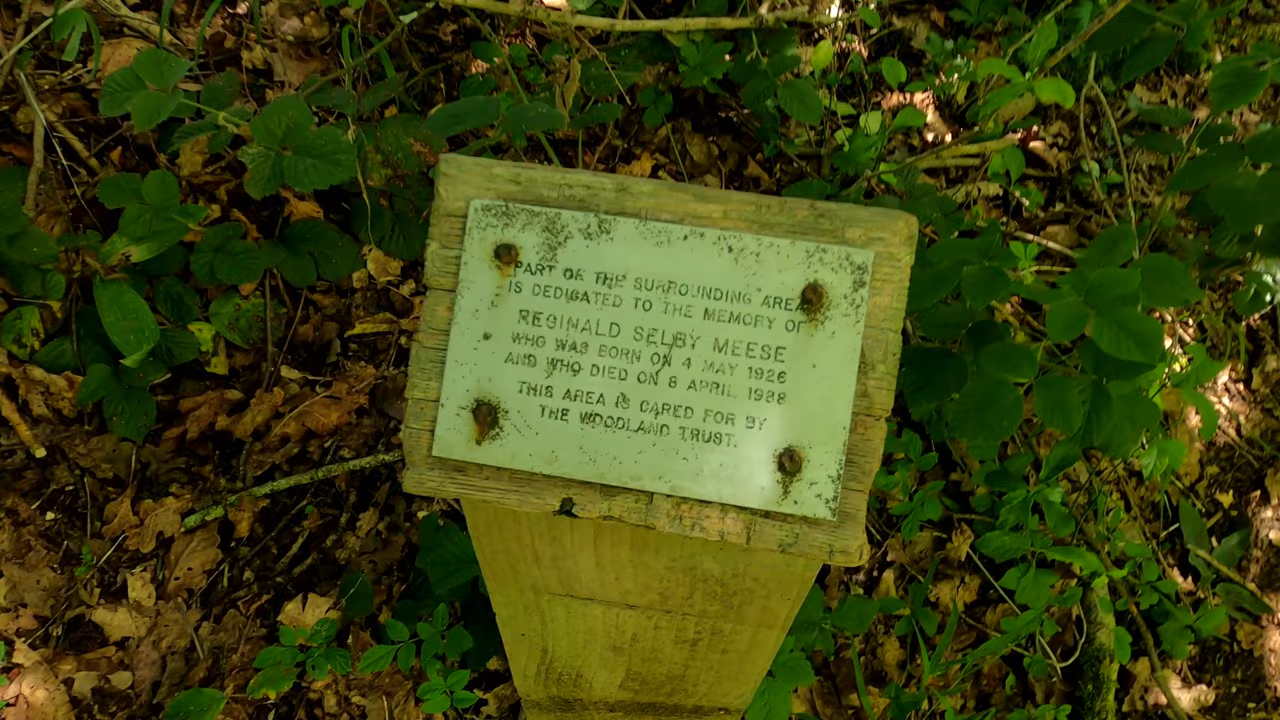 PART OF THE SURROUNDING AREA
IS DEDICATED TO THE MEMORY OF
REGINALD SELBY MEESE
WHO WAS BORN ON 4 MAY 1926
AND WHO DIED ON 8 APRIL 1988
THIS AREA IS CARED FOR BY
THE WOODLAND TRUST.